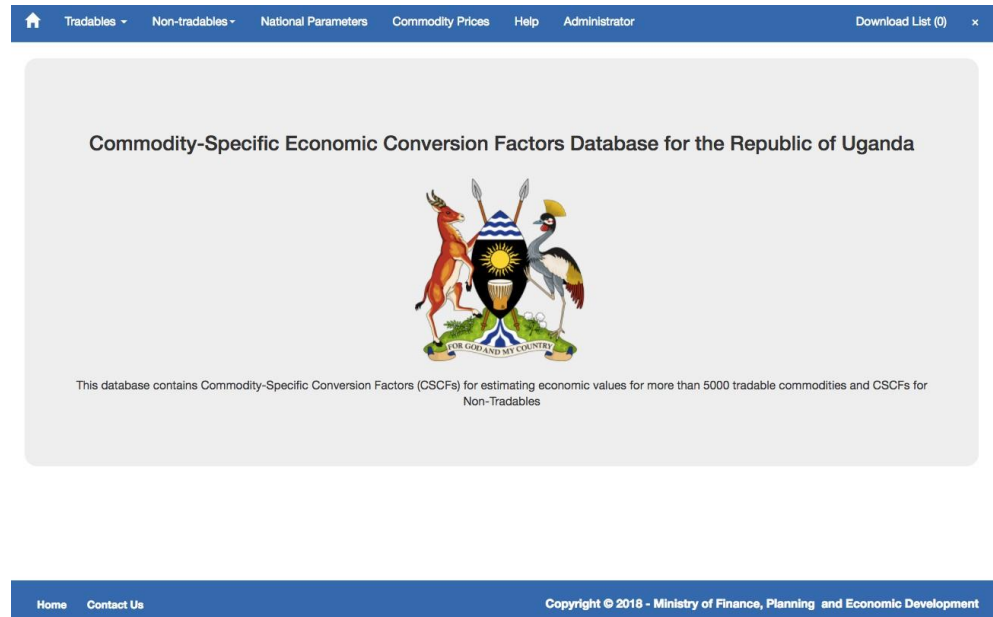 Tradables Non-tradables National Parameters Commodity Prices Help Administrator Download List (0) ×
Commodity-Specific Economic Conversion Factors Database for the Republic of Uganda
FOR GOD AND MY COUNTRY
This database contains Commodity-Specific Conversion Factors (CSCFs) for estimating economic values for more than 5000 tradable commodities and CSCFs for
Non-Tradables
Home Contact Us Copyright © 2018 - Ministry of Finance, Planning and Economic Development